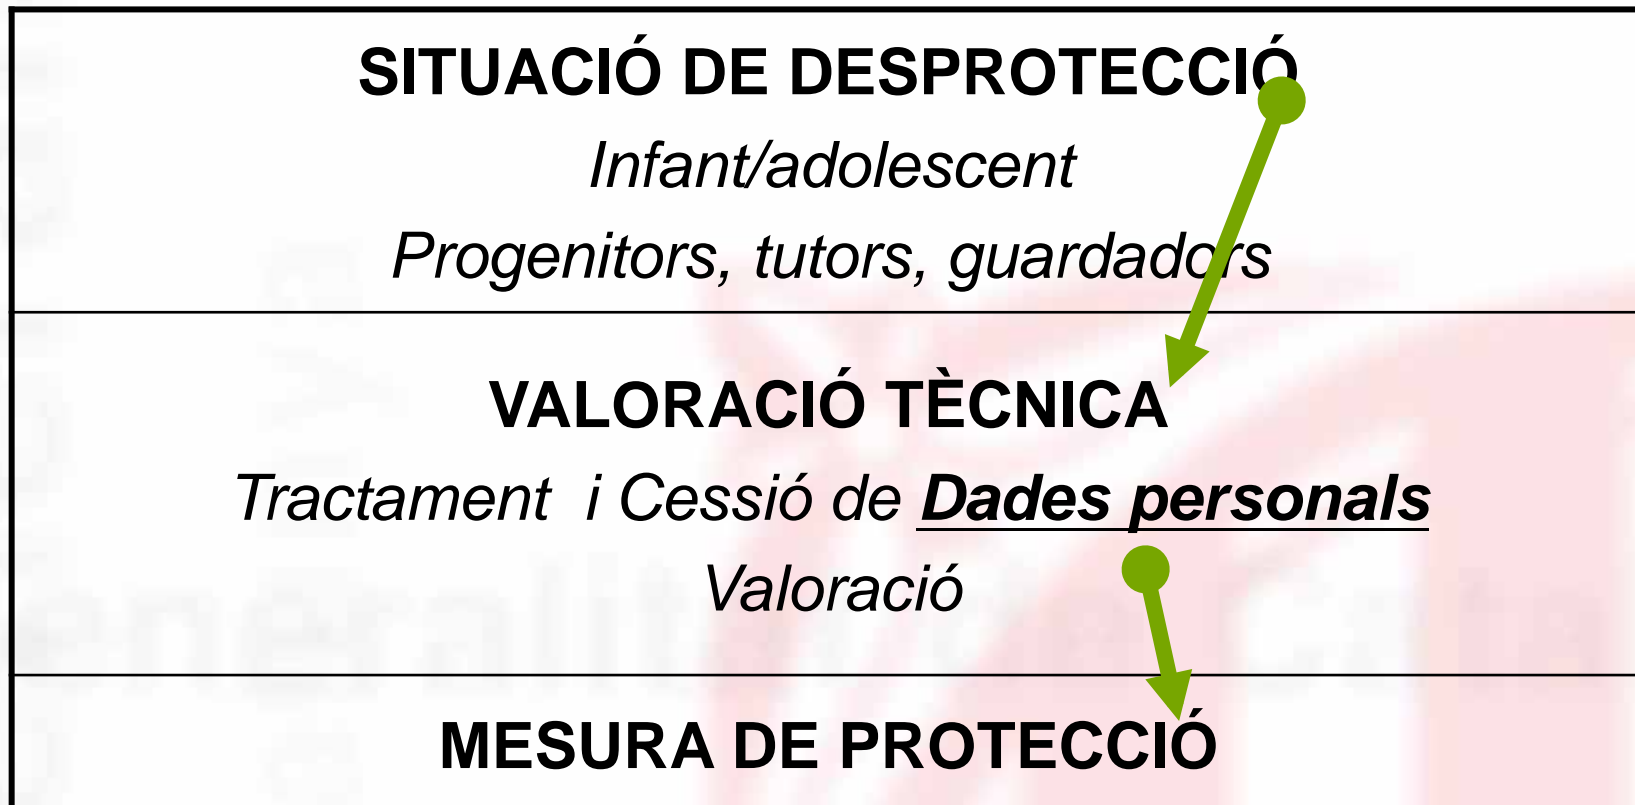 SITUACIÓ DE DESPROTECCIÓ
Infant/adolescent
Progenitors, tutors, guardadors
VALORACIÓ TÈCNICA
Tractament i Cessió de Dades personals
Valoració
MESURA DE PROTECCIÓ